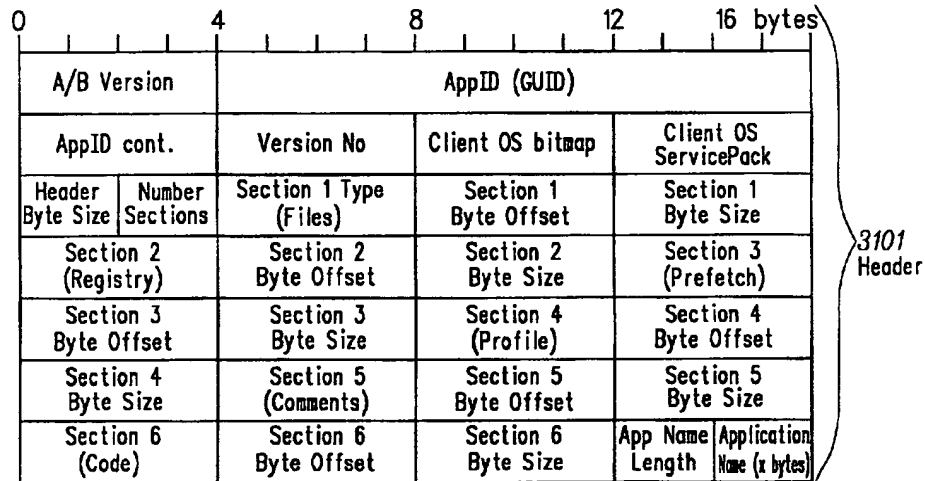 0 4 8 12 16 bytes
A/B Version
AppID (GUID)
AppID cont.
Version No
Client OS bitmap
Client OS
ServicePack
Header
Byte Size
Number
Sections
Section 1 Type
(Files)
Section 1
Byte Offset
Section 1
Byte Size
Section 2
(Registry)
Section 2
Byte Offset
Section 2
Byte Size
Section 3
(Prefetch)
Section 3
Byte Offset
Section 3
Byte Size
Section 4
(Profile)
Section 4
Byte Offset
Section 4
Byte Size
Section 5
(Comments)
Section 5
Byte Offset
Section 5
Byte Size
Section 6
(Code)
Section 6
Byte Offset
Section 6
Byte Size
App Name
Length
Application
Name (x bytes)
3101
Header